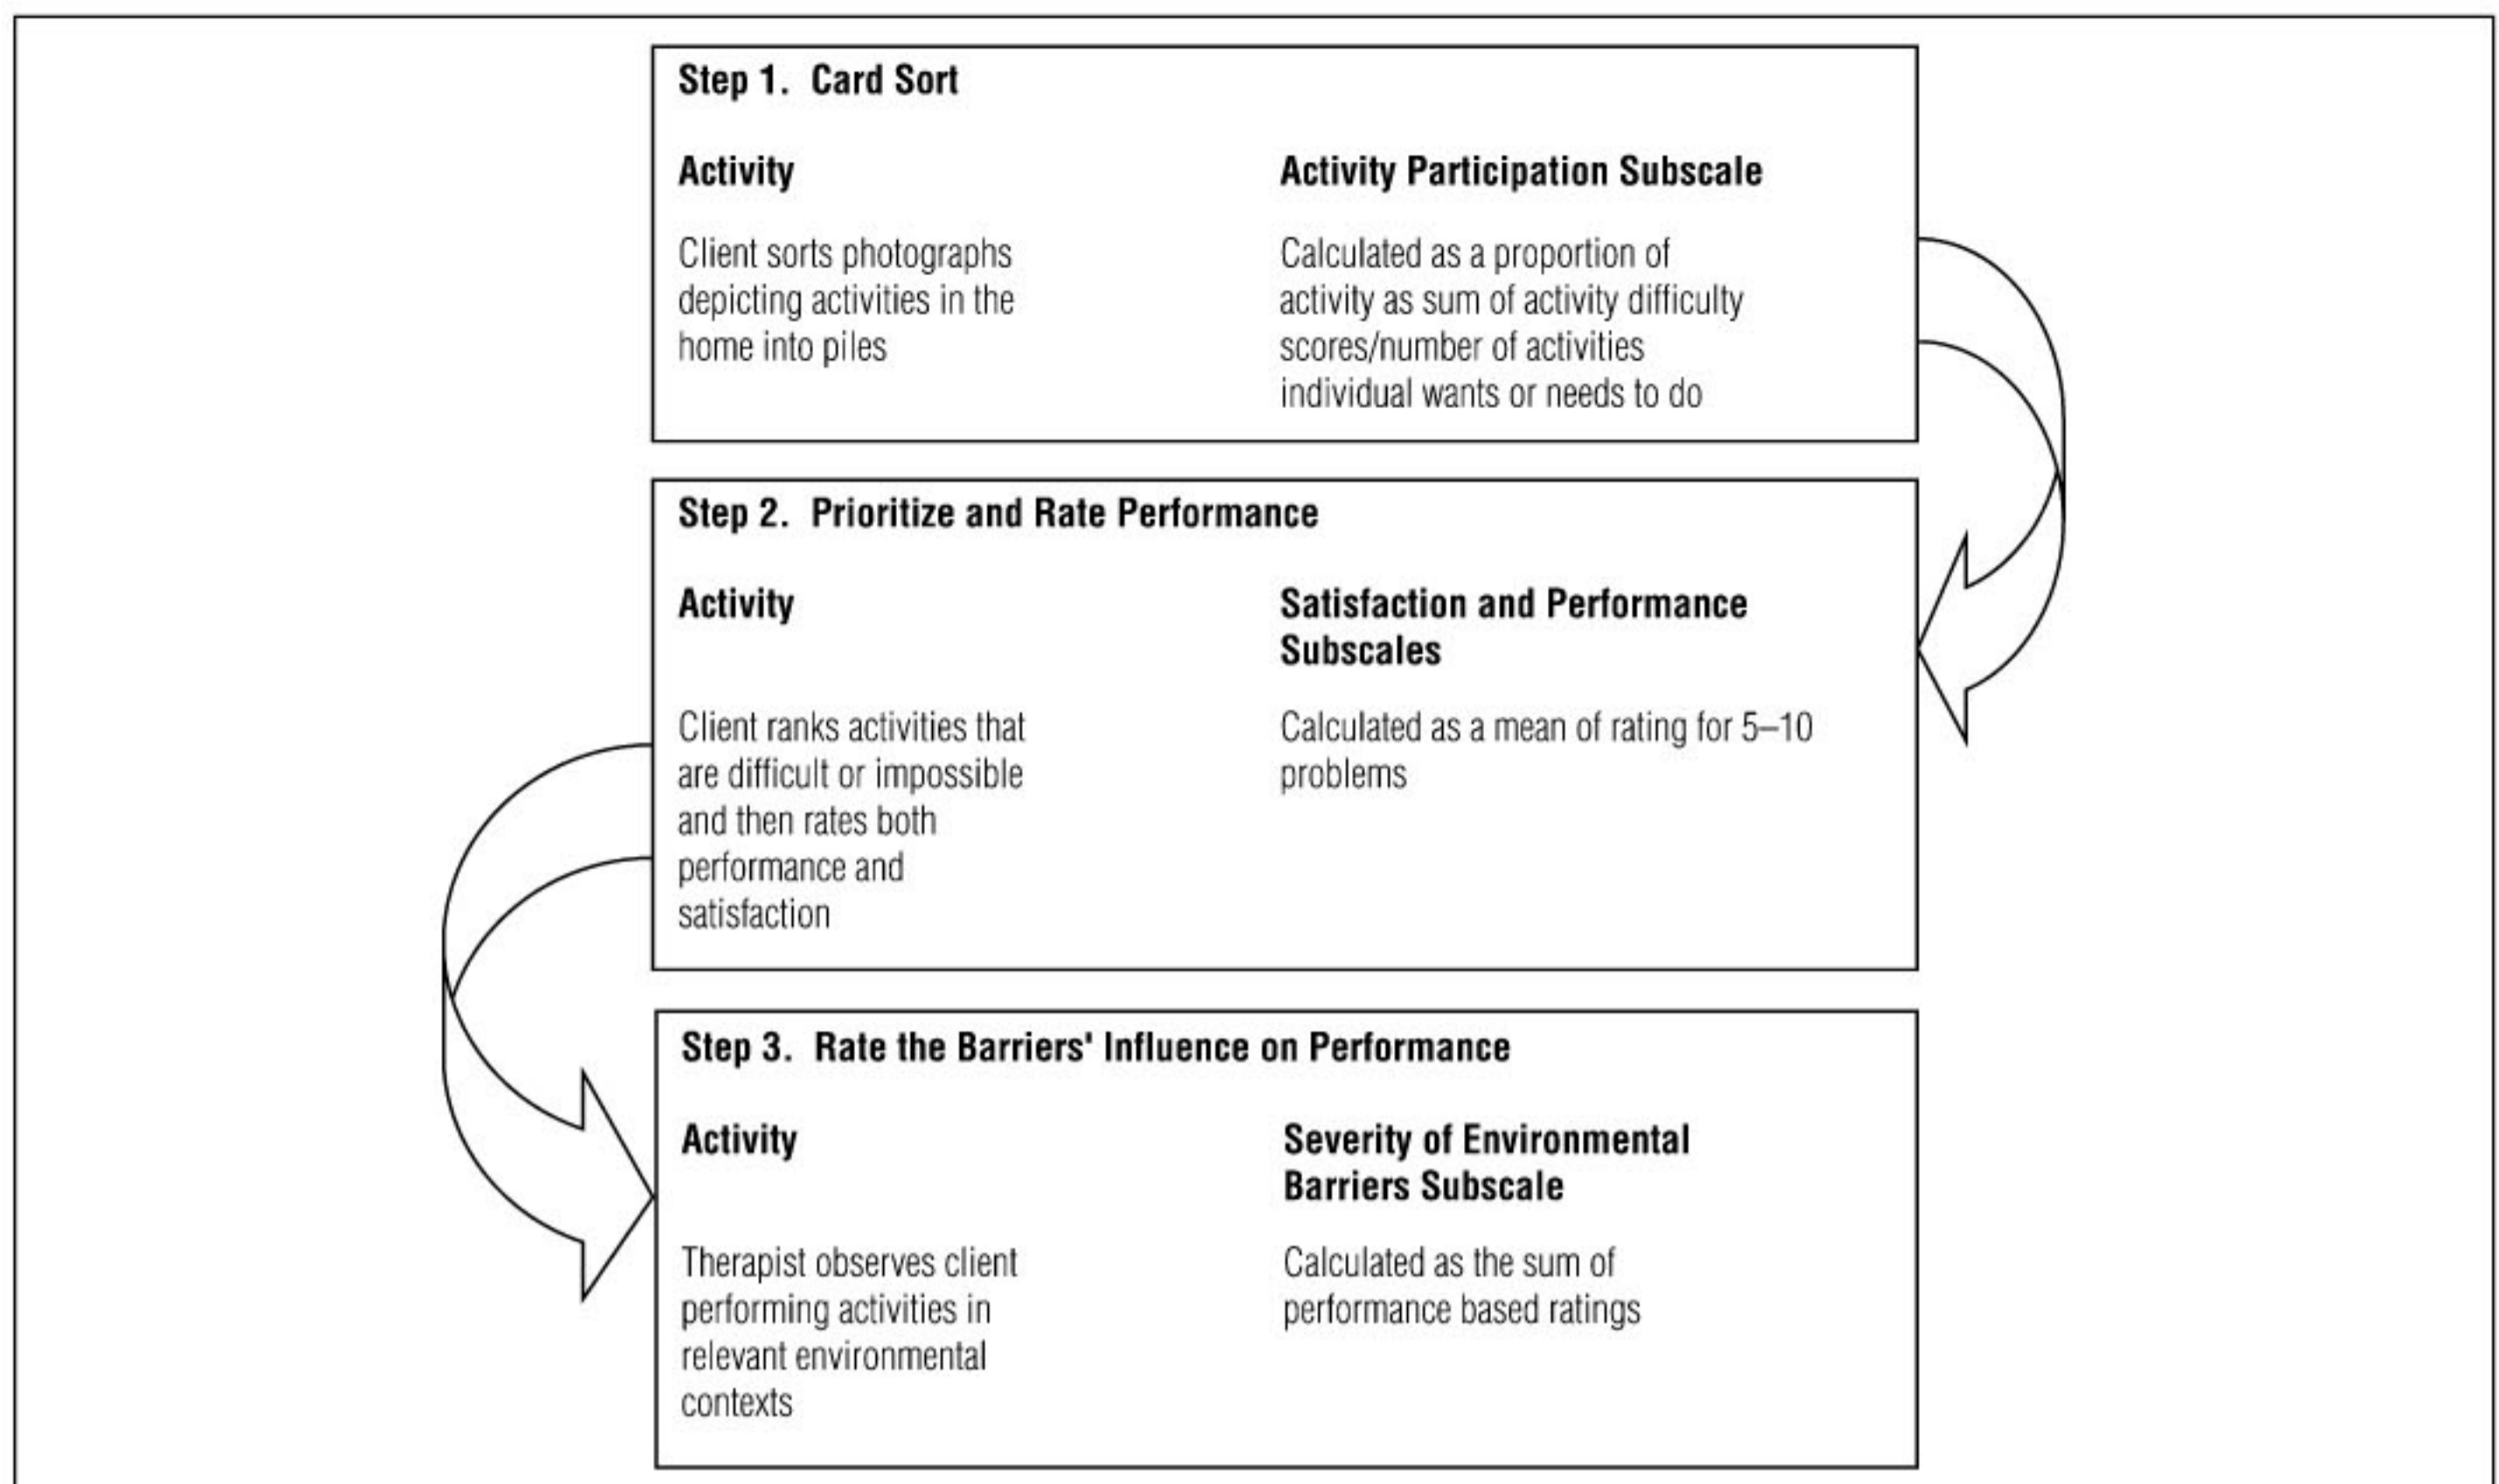 Step 1.  Card Sort
Activity
Client sorts photographs
depicting activities in the
home into piles
Activity Participation Subscale
Calculated as a proportion of
activity as sum of activity difficulty
scores/number of activities
individual wants or needs to do
Step 2.  Prioritize and Rate Performance
Activity
Client ranks activities that
are difficult or impossible
and then rates both
performance and
satisfaction
Satisfaction and Performance
Subscales
Calculated as a mean of rating for 5–10
problems
Step 3.  Rate the Barriers' Influence on Performance
Activity
Therapist observes client
performing activities in
relevant environmental
contexts
Severity of Environmental
Barriers Subscale
Calculated as the sum of
performance based ratings